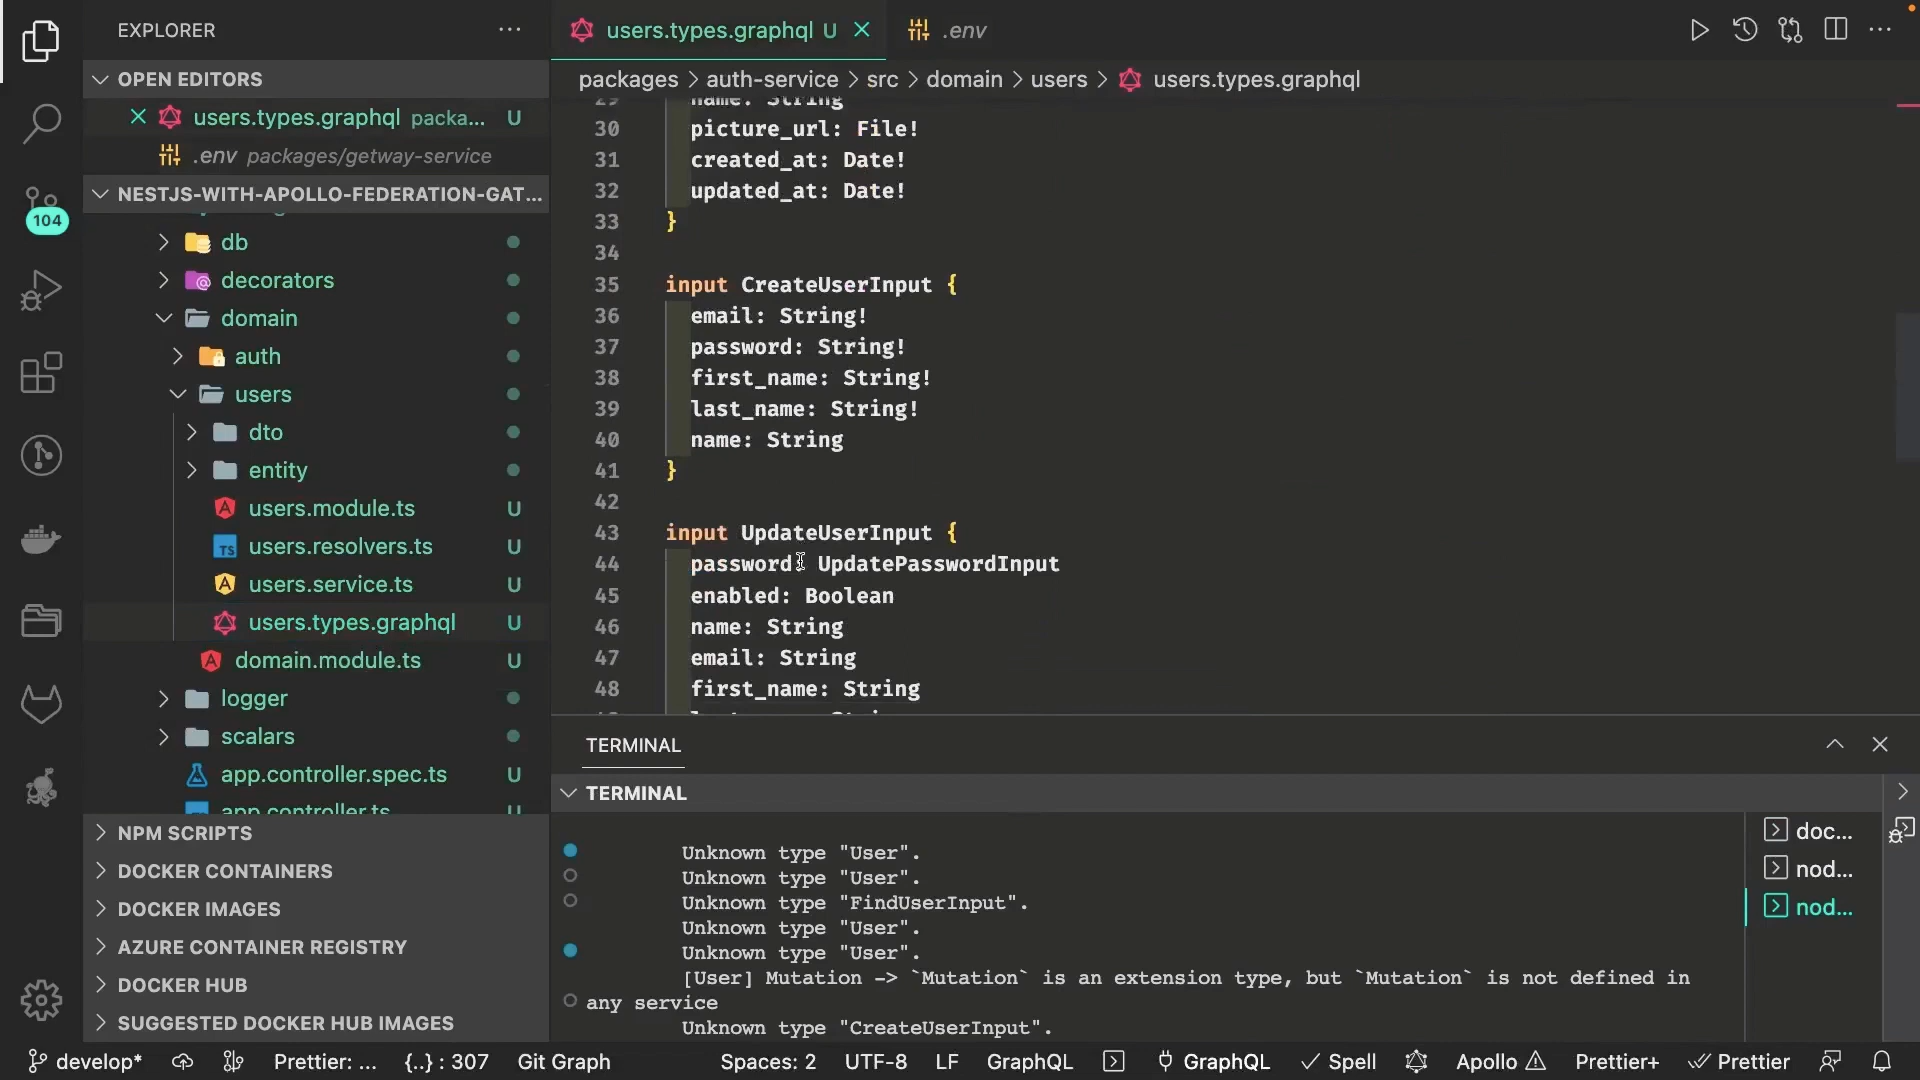 EXPLORER
OPEN EDITORS
users.types.graphql packa... U
.env packages/getway-service
NESTJS-WITH-APOLLO-FEDERATION-GAT...
104
db
decorators
domain
auth
users
dto
entity
users.module.ts U
users.resolvers.ts U
users.service.ts U
users.types.graphql U
domain.module.ts U
logger
scalars
app.controller.spec.ts U
app.controller.ts U
NPM SCRIPTS
DOCKER CONTAINERS
DOCKER IMAGES
AZURE CONTAINER REGISTRY
DOCKER HUB
SUGGESTED DOCKER HUB IMAGES
users.types.graphql U
.env
packages > auth-service > src > domain > users > users.types.graphql
29 name: String
30 picture_url: File!
31 created_at: Date!
32 updated_at: Date!
33 }
34
35 input CreateUserInput {
36 email: String!
37 password: String!
38 first_name: String!
39 last_name: String!
40 name: String
41 }
42
43 input UpdateUserInput {
44 password: UpdatePasswordInput
45 enabled: Boolean
46 name: String
47 email: String
48 first_name: String
TERMINAL
TERMINAL
Unknown type "User".
Unknown type "User".
Unknown type "FindUserInput".
Unknown type "User".
Unknown type "User".
[User] Mutation -> `Mutation` is an extension type, but `Mutation` is not defined in
any service
Unknown type "CreateUserInput".
doc...
nod...
nod...
develop* Prettier: ... {..} : 307 Git Graph Spaces: 2 UTF-8 LF GraphQL GraphQL Spell Apollo Prettier+ Prettier